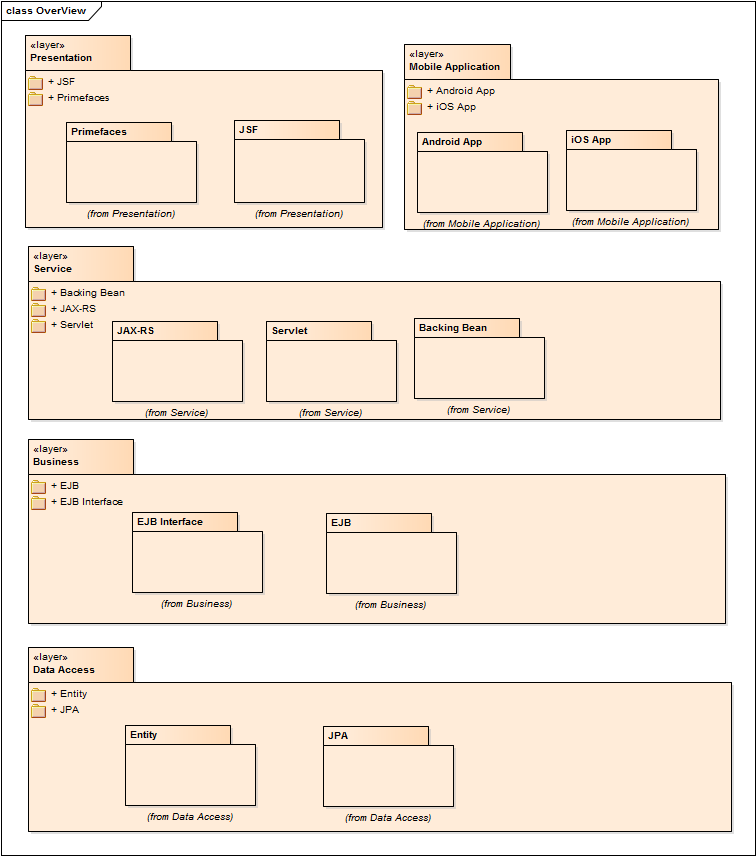 class OverView
«layer»
Presentation
+ JSF
+ Primefaces
Primefaces
(from Presentation)
JSF
(from Presentation)
«layer»
Mobile Application
+ Android App
+ iOS App
Android App
(from Mobile Application)
iOS App
(from Mobile Application)
«layer»
Service
+ Backing Bean
+ JAX-RS
+ Servlet
JAX-RS
(from Service)
Servlet
(from Service)
Backing Bean
(from Service)
«layer»
Business
+ EJB
+ EJB Interface
EJB Interface
(from Business)
EJB
(from Business)
«layer»
Data Access
+ Entity
+ JPA
Entity
(from Data Access)
JPA
(from Data Access)